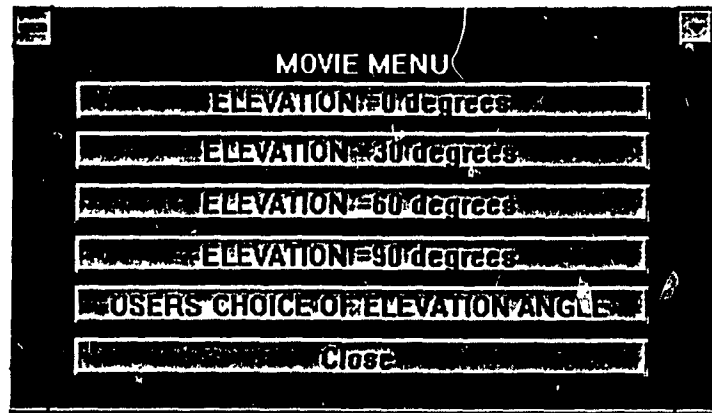 MOVIE MENU
ELEVATION =0 degrees
ELEVATION =30 degrees
ELEVATION =60 degrees
ELEVATION =90 degrees
USERS CHOICE OF ELEVATION ANGLE
Close